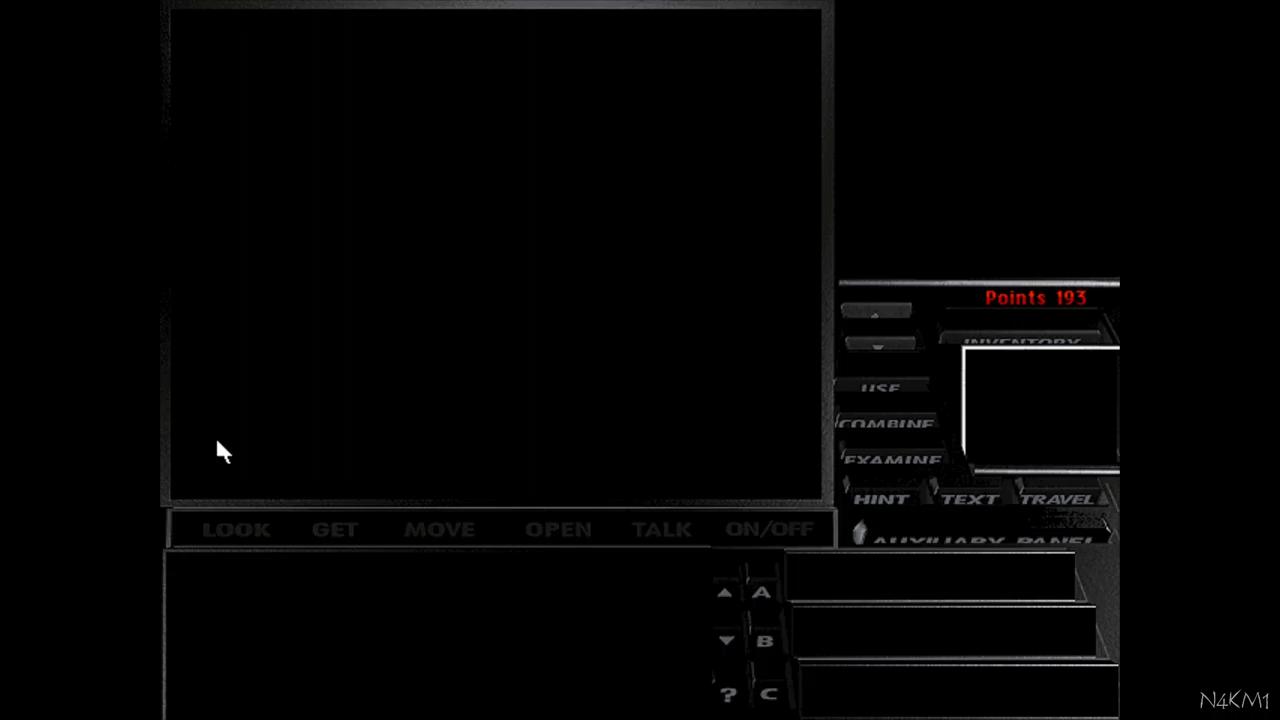 Points 193
INVENTORY
USE
COMBINE
EXAMINE
HINT TEXT TRAVEL
LOOK GET MOVE OPEN TALK ON/OFF
AUXILIARY PANEL
A
B
? C
N4KM1